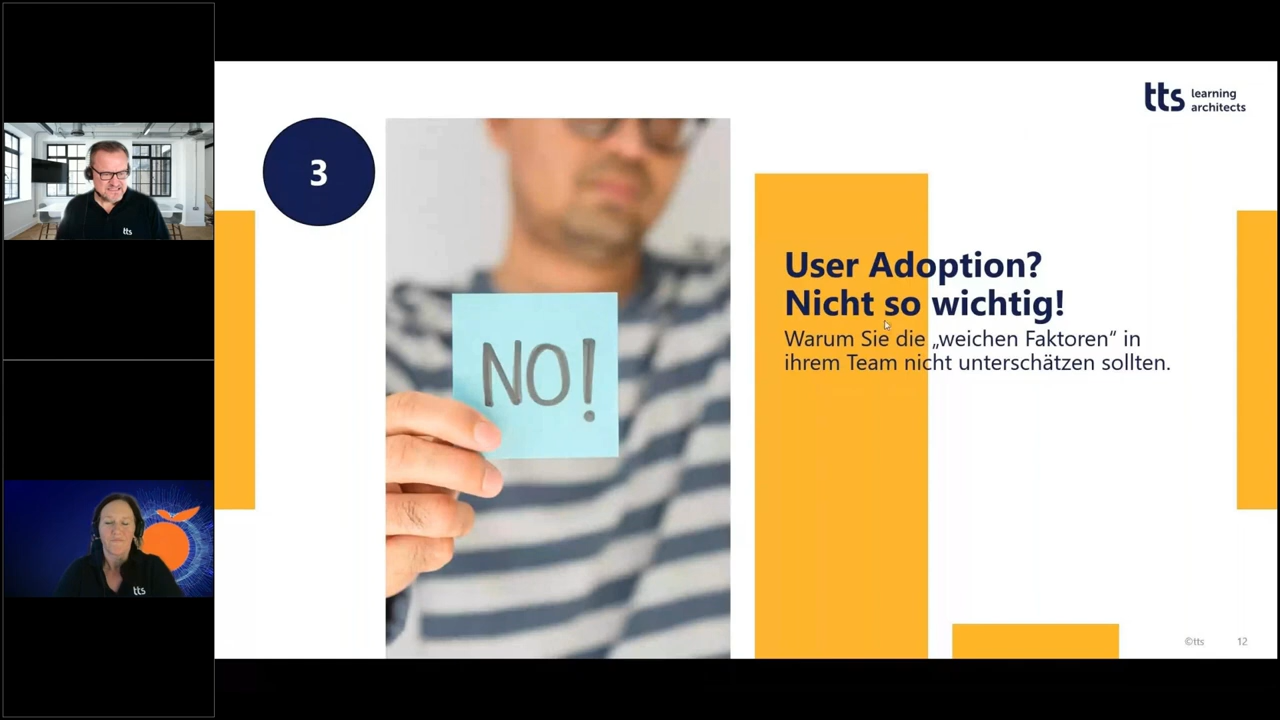 tts learning
architects
3
NO!
User Adoption?
Nicht so wichtig!
Warum Sie die „weichen Faktoren“ in
ihrem Team nicht unterschätzen sollten.
tts
tts
©tts 12